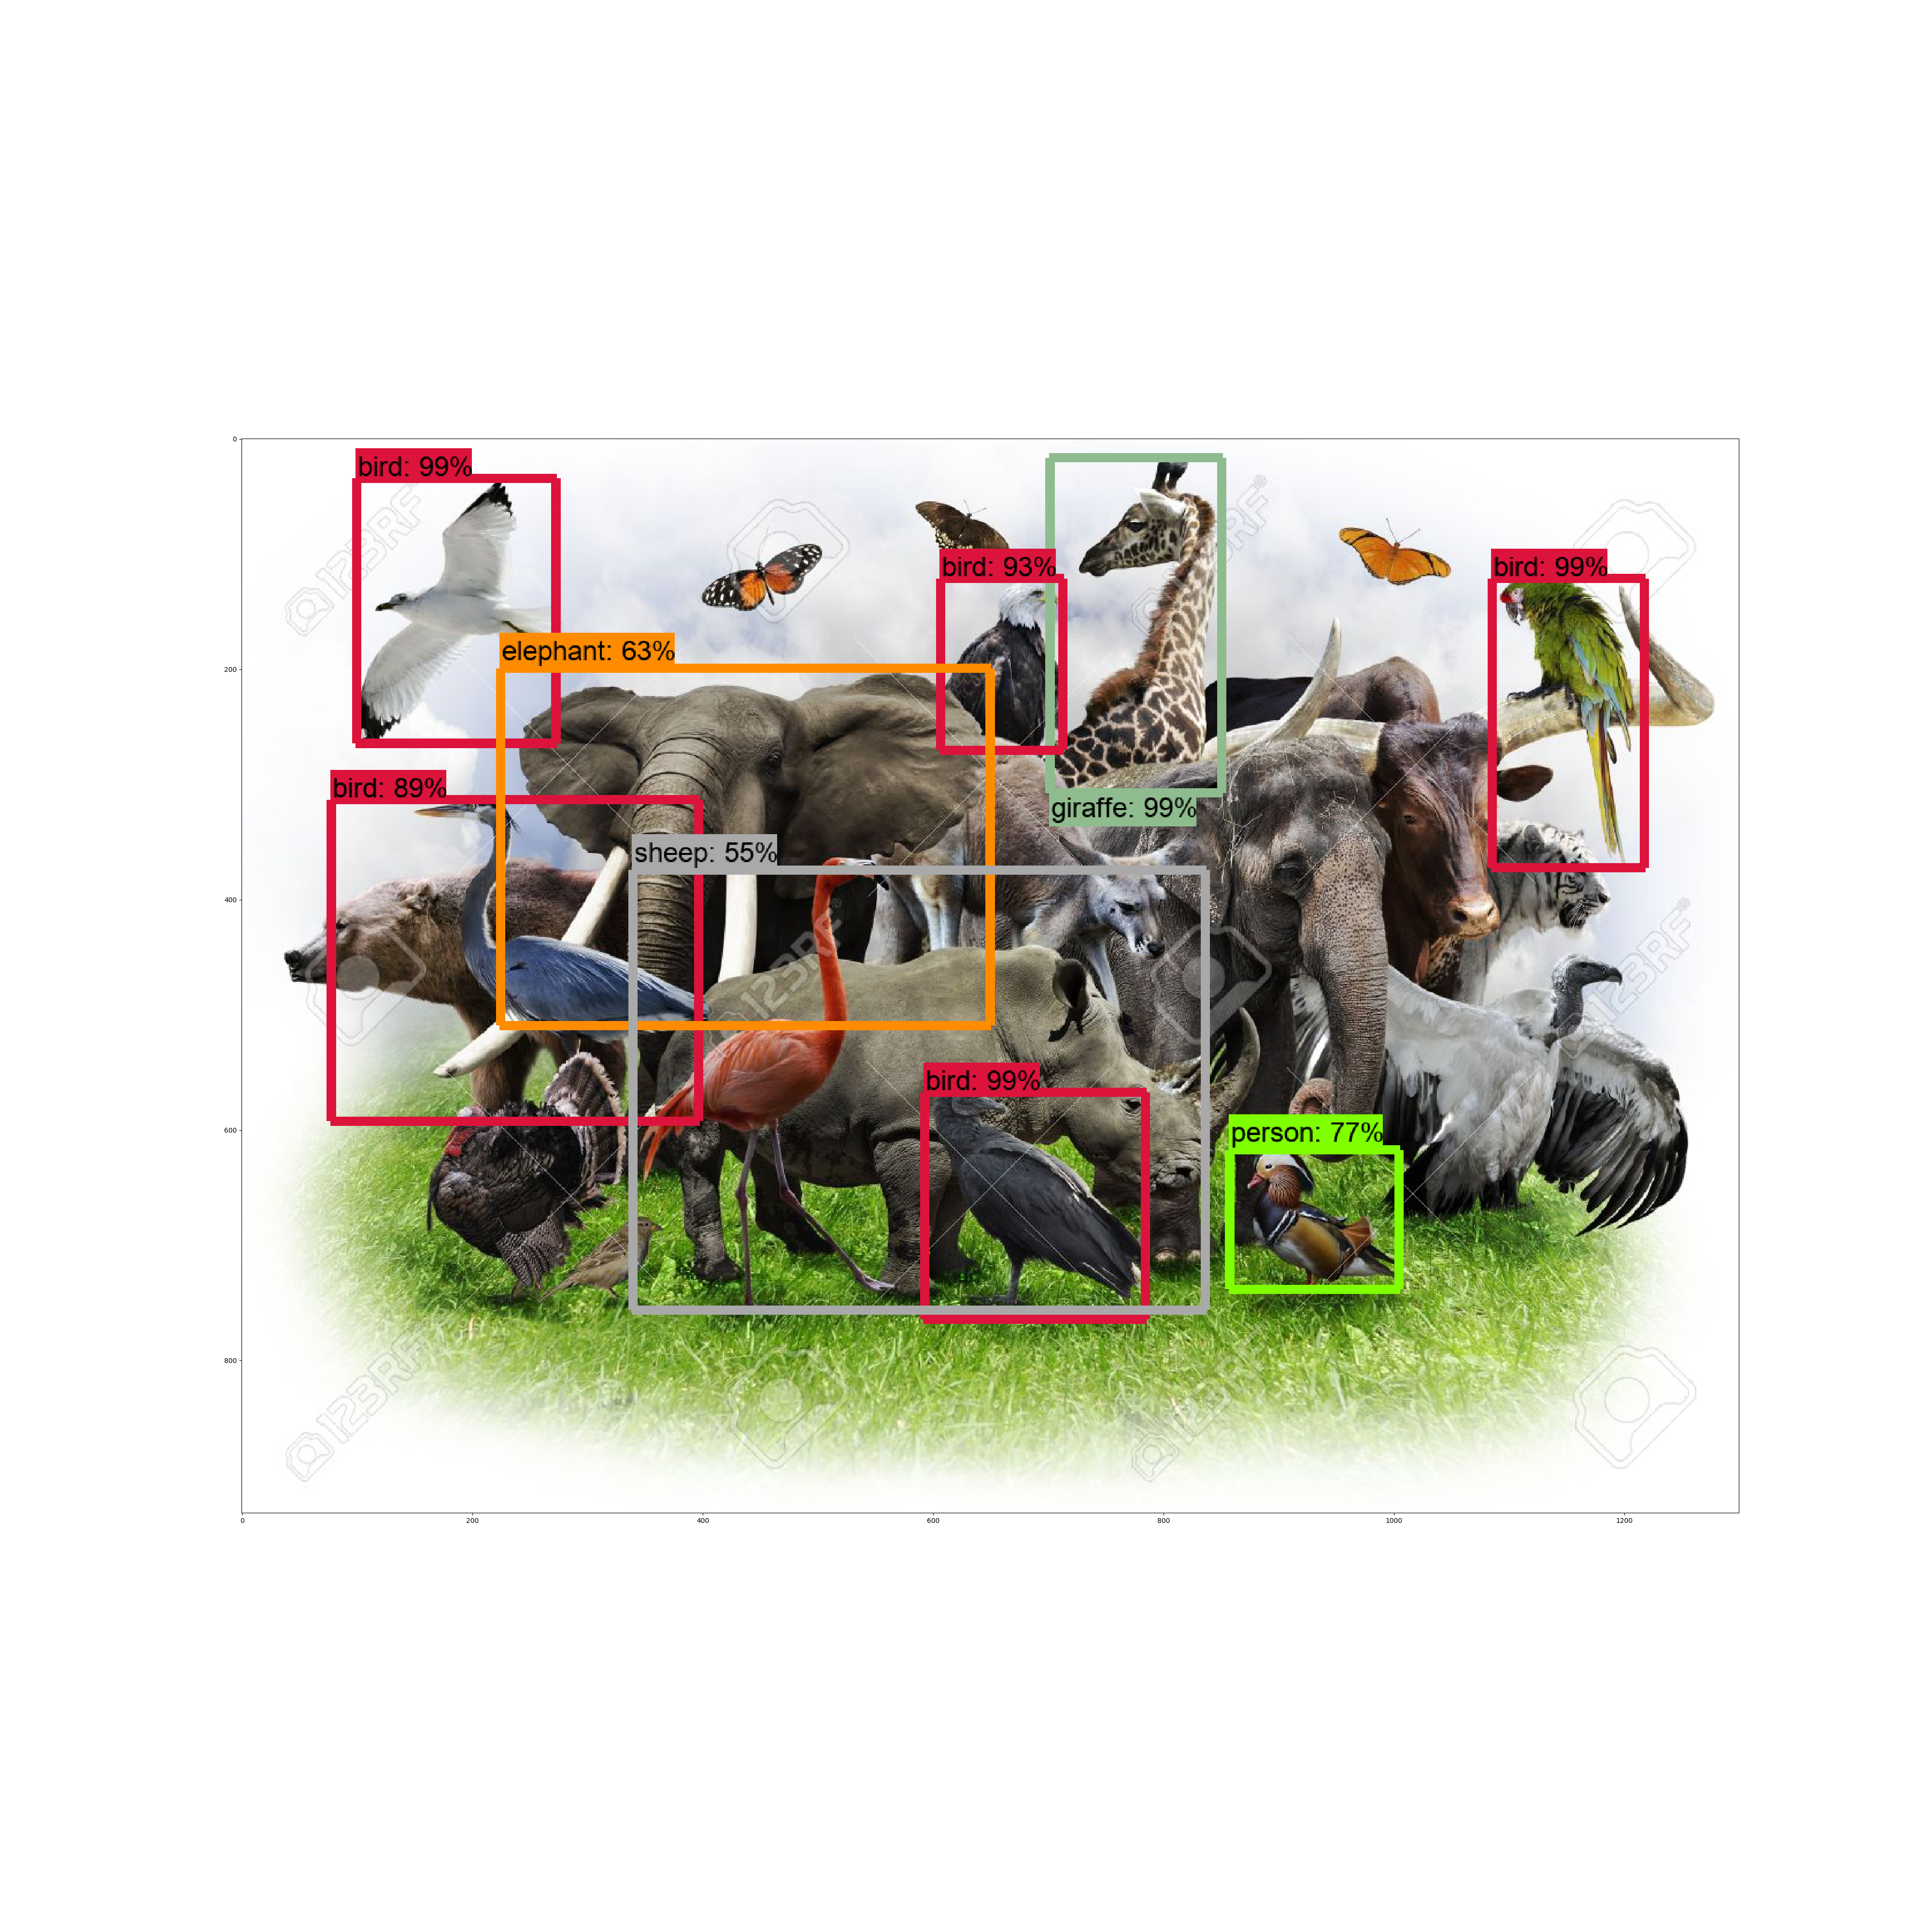 0
bird: 99%
bird: 93%
bird: 99%
elephant: 63%
200
bird: 89%
giraffe: 99%
sheep: 55%
400
bird: 99%
600
person: 77%
800
0 200 400 600 800 1000 1200
123RF
123RF
123RF
123RF
123RF
123RF